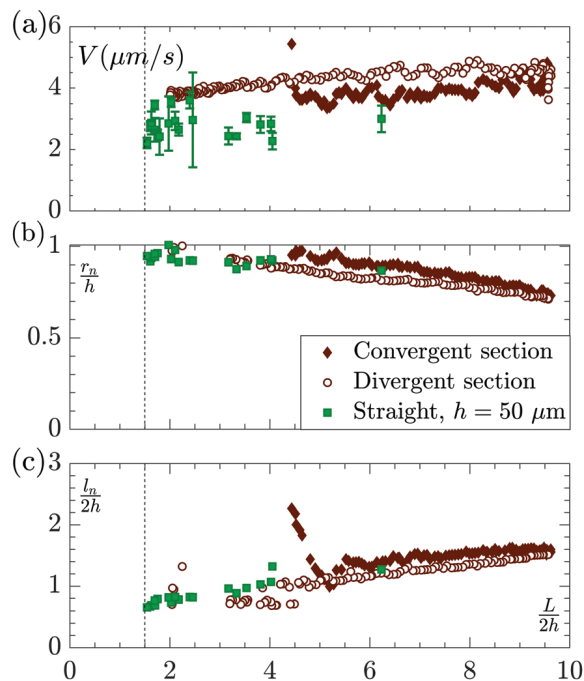 (a)
V(μm/s)
6
4
2
0
(b)
1
r_n/h
0.5
0
Convergent section
Divergent section
Straight, h = 50 μm
(c)
3
l_n/2h
2
1
0
L/2h
0 2 4 6 8 10